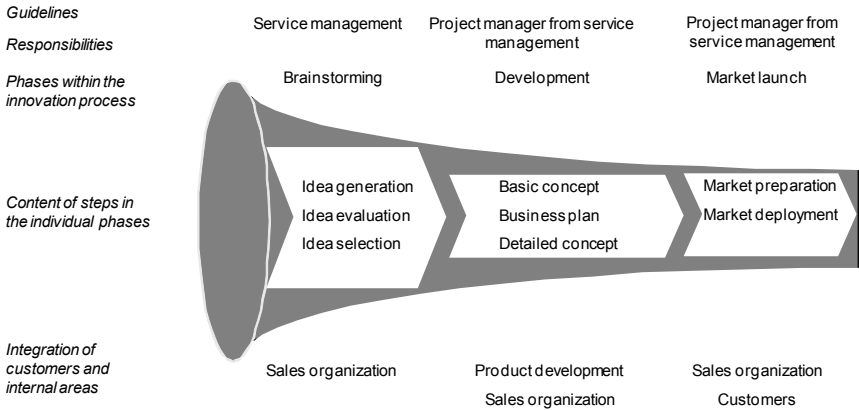 Guidelines
Service management
Project manager from service
management
Project manager from
service management
Responsibilities
Phases within the
innovation process
Brainstorming
Development
Market launch
Content of steps in
the individual phases
Idea generation
Idea evaluation
Idea selection
Basic concept
Business plan
Detailed concept
Market preparation
Market deployment
Integration of
customers and
internal areas
Sales organization
Product development
Sales organization
Sales organization
Customers